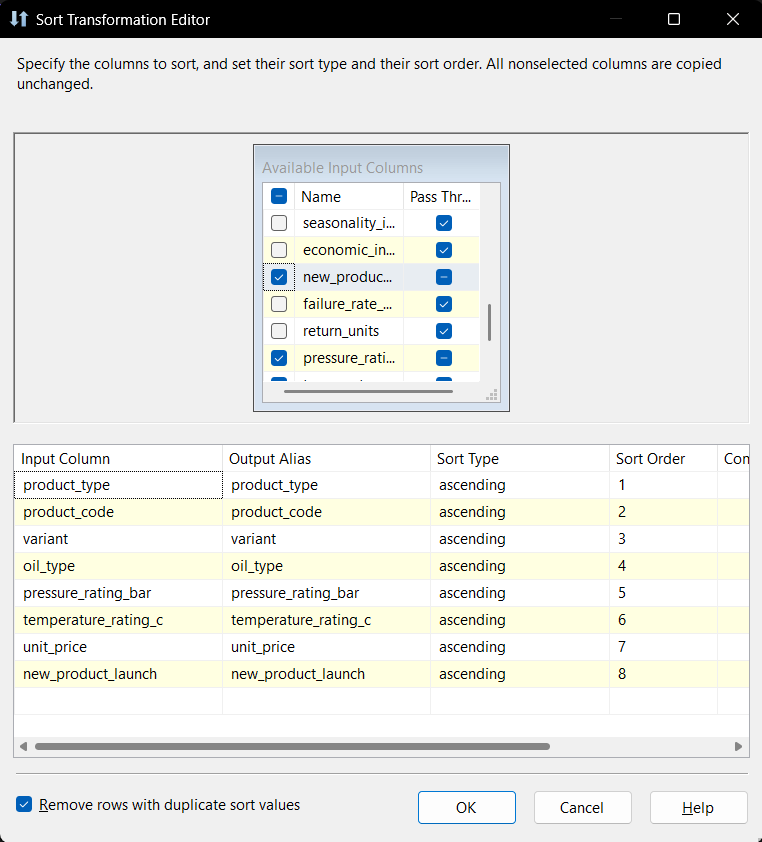 Sort Transformation Editor
Specify the columns to sort, and set their sort type and their sort order. All nonselected columns are copied
unchanged.
Available Input Columns
Name Pass Thr...
seasonality_i...
economic_in...
new_produc...
failure_rate_...
return_units
pressure_rati...
Input Column Output Alias Sort Type Sort Order Con
product_type product_type ascending 1
product_code product_code ascending 2
variant variant ascending 3
oil_type oil_type ascending 4
pressure_rating_bar pressure_rating_bar ascending 5
temperature_rating_c temperature_rating_c ascending 6
unit_price unit_price ascending 7
new_product_launch new_product_launch ascending 8
Remove rows with duplicate sort values
OK Cancel Help